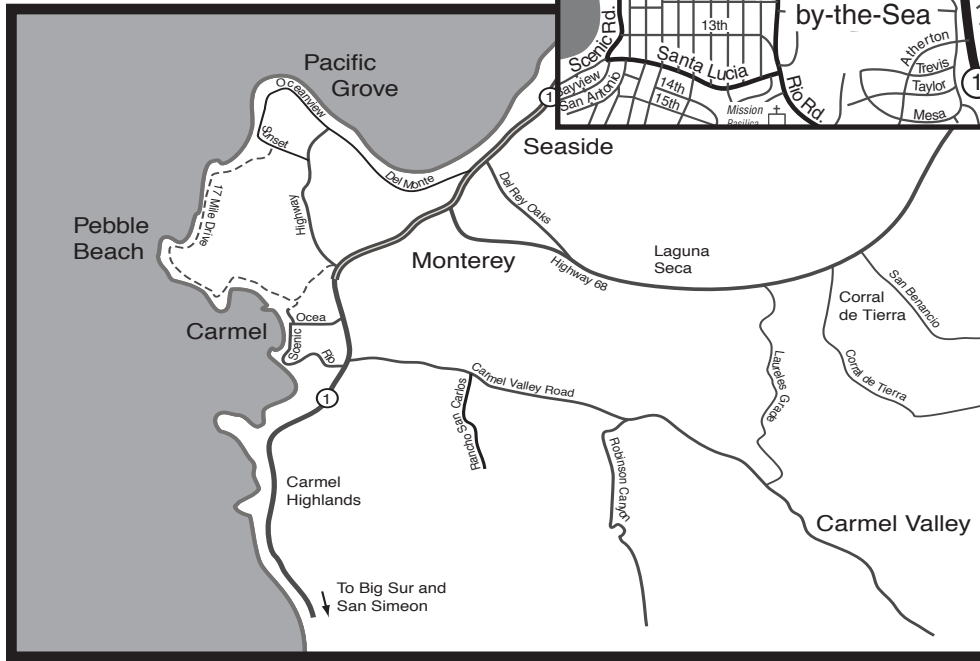 by-the-Sea
13th
Scenic Rd.
Santa Lucia
Atherton
Trevis
Taylor
Mesa
1
Bayview
San Antonio
14th
15th
Mission
Basilica
Rio Rd.
1
Pacific
Grove
Oceanview
Sunset
Seaside
Del Monte
17 Mile Drive
Highway
Del Rey Oaks
Pebble
Beach
Monterey
Highway 68
Laguna
Seca
San Benancio
Corral
de Tierra
Carmel
Ocea
Scenic
Rio
Corral de Tierra
Laureles Grade
Carmel Valley Road
1
Rancho San Carlos
Robinson Canyon
Carmel
Highlands
Carmel Valley
To Big Sur and
San Simeon